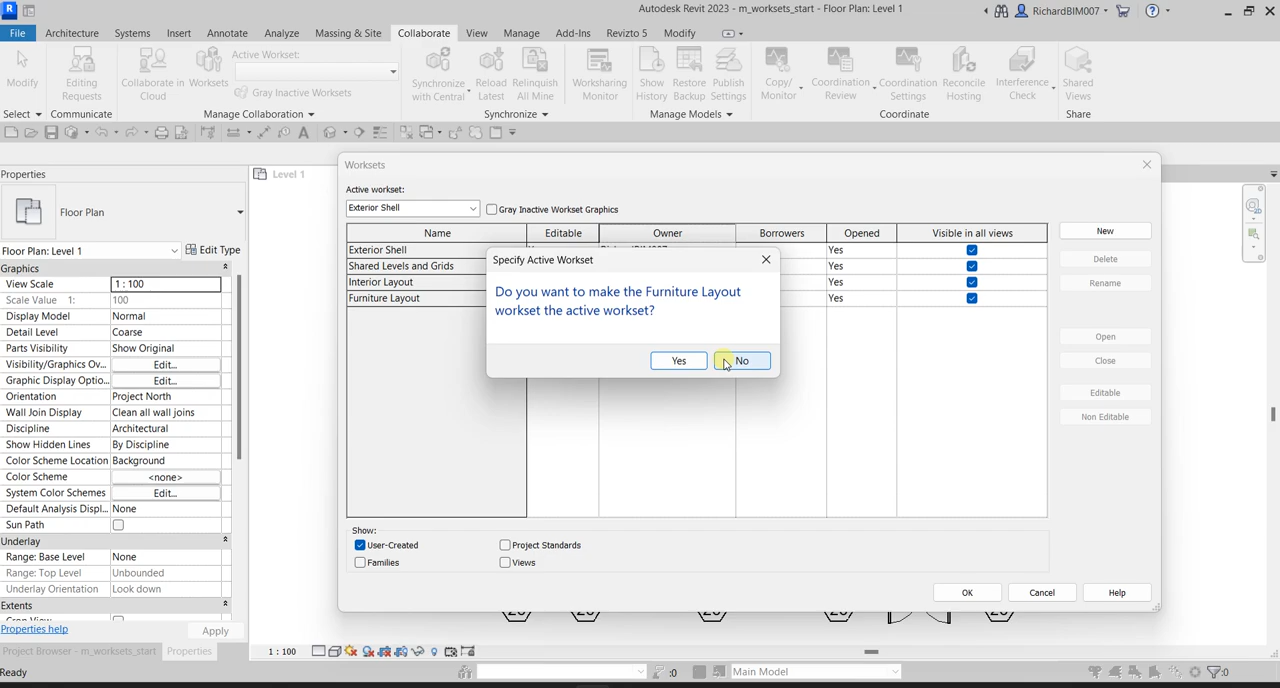 Autodesk Revit 2023 - m_worksets_start - Floor Plan: Level 1
RichardBIM007
File Architecture Systems Insert Annotate Analyze Massing & Site Collaborate View Manage Add-Ins Revizto 5 Modify
Modify
Editing Requests
Collaborate in Cloud
Worksets
Active Workset:
Gray Inactive Worksets
Synchronize with Central
Reload Latest
Relinquish All Mine
Worksharing Monitor
Show History
Restore Backup
Publish Settings
Copy/ Monitor
Coordination Review
Coordination Settings
Reconcile Hosting
Interference Check
Shared Views
Select Communicate Manage Collaboration Synchronize Manage Models Coordinate Share
Properties
Floor Plan
Floor Plan: Level 1 Edit Type
Graphics
View Scale 1 : 100
Scale Value 1: 100
Display Model Normal
Detail Level Coarse
Parts Visibility Show Original
Visibility/Graphics Ov... Edit...
Graphic Display Optio... Edit...
Orientation Project North
Wall Join Display Clean all wall joins
Discipline Architectural
Show Hidden Lines By Discipline
Color Scheme Location Background
Color Scheme <none>
System Color Schemes Edit...
Default Analysis Displ... None
Sun Path
Underlay
Range: Base Level None
Range: Top Level Unbounded
Underlay Orientation Look down
Extents
Properties help Apply
Project Browser - m_worksets_start Properties
Level 1
Worksets
Active workset:
Exterior Shell Gray Inactive Workset Graphics
Name Editable Owner Borrowers Opened Visible in all views
Exterior Shell Yes
Shared Levels and Grids Yes
Interior Layout Yes
Furniture Layout Yes
New
Delete
Rename
Open
Close
Editable
Non Editable
Specify Active Workset
Do you want to make the Furniture Layout
workset the active workset?
Yes No
Show:
User-Created Project Standards
Families Views
OK Cancel Help
1 : 100
Ready :0 Main Model :0